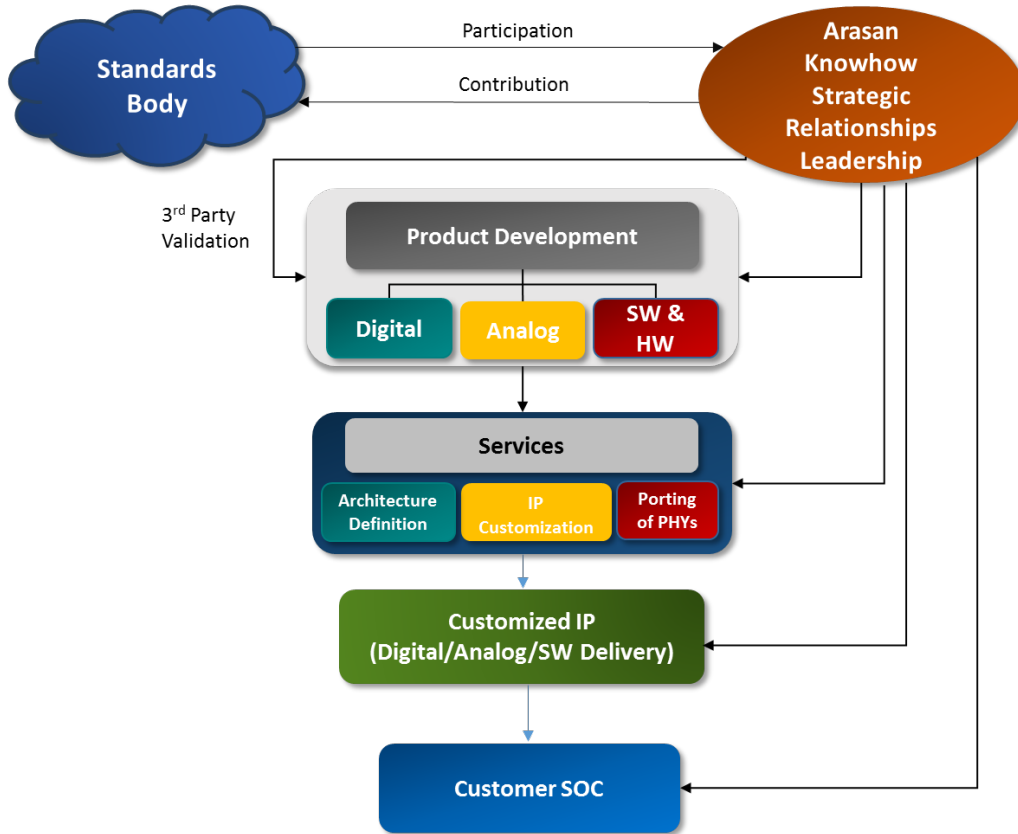 Participation
Standards
Body
Contribution
Arasan
Knowhow
Strategic
Relationships
Leadership
3rd Party
Validation
Product Development
Digital
Analog
SW &
HW
Services
Architecture
Definition
IP
Customization
Porting
of PHYs
Customized IP
(Digital/Analog/SW Delivery)
Customer SOC